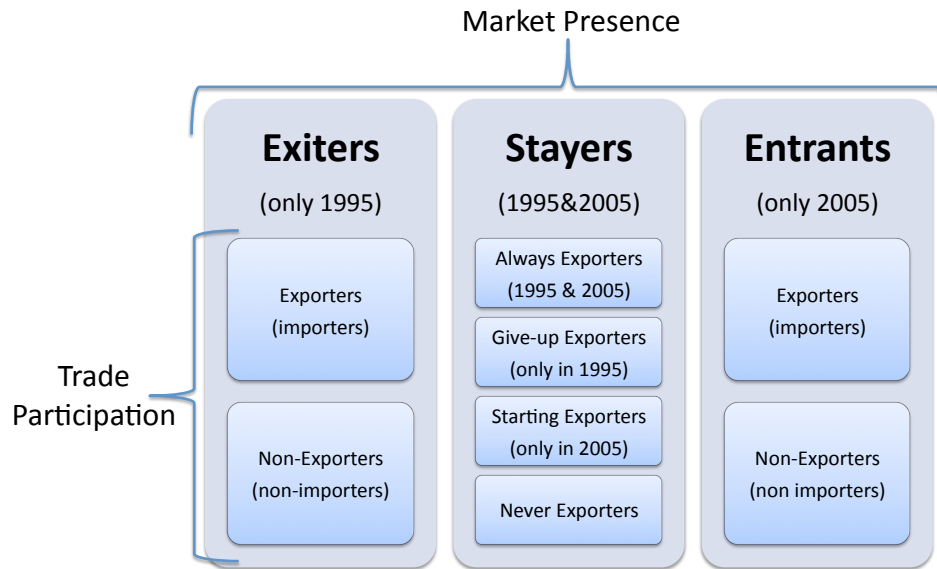 Market Presence
Exiters
(only 1995)
Stayers
(1995&2005)
Entrants
(only 2005)
Trade
Participation
Exporters
(importers)
Non-Exporters
(non-importers)
Always Exporters
(1995 & 2005)
Give-up Exporters
(only in 1995)
Starting Exporters
(only in 2005)
Never Exporters
Exporters
(importers)
Non-Exporters
(non importers)